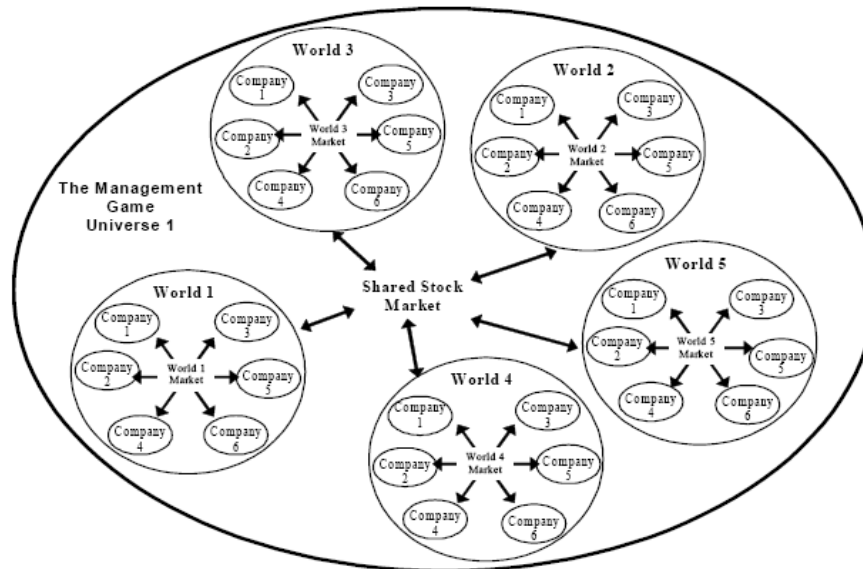 The Management
Game
Universe 1
World 3
Company
1
Company
3
Company
2
World 3
Market
Company
5
Company
4
Company
6
World 2
Company
1
Company
3
Company
2
World 2
Market
Company
5
Company
4
Company
6
Shared Stock
Market
World 1
Company
1
Company
3
Company
2
World 1
Market
Company
5
Company
4
Company
6
World 5
Company
1
Company
3
Company
2
World 5
Market
Company
5
Company
4
Company
6
World 4
Company
1
Company
3
Company
2
World 4
Market
Company
5
Company
4
Company
6